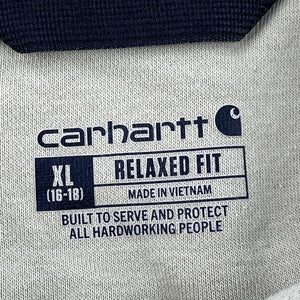 carhartt
XL
(16-18)
RELAXED FIT
MADE IN VIETNAM
BUILT TO SERVE AND PROTECT
ALL HARDWORKING PEOPLE